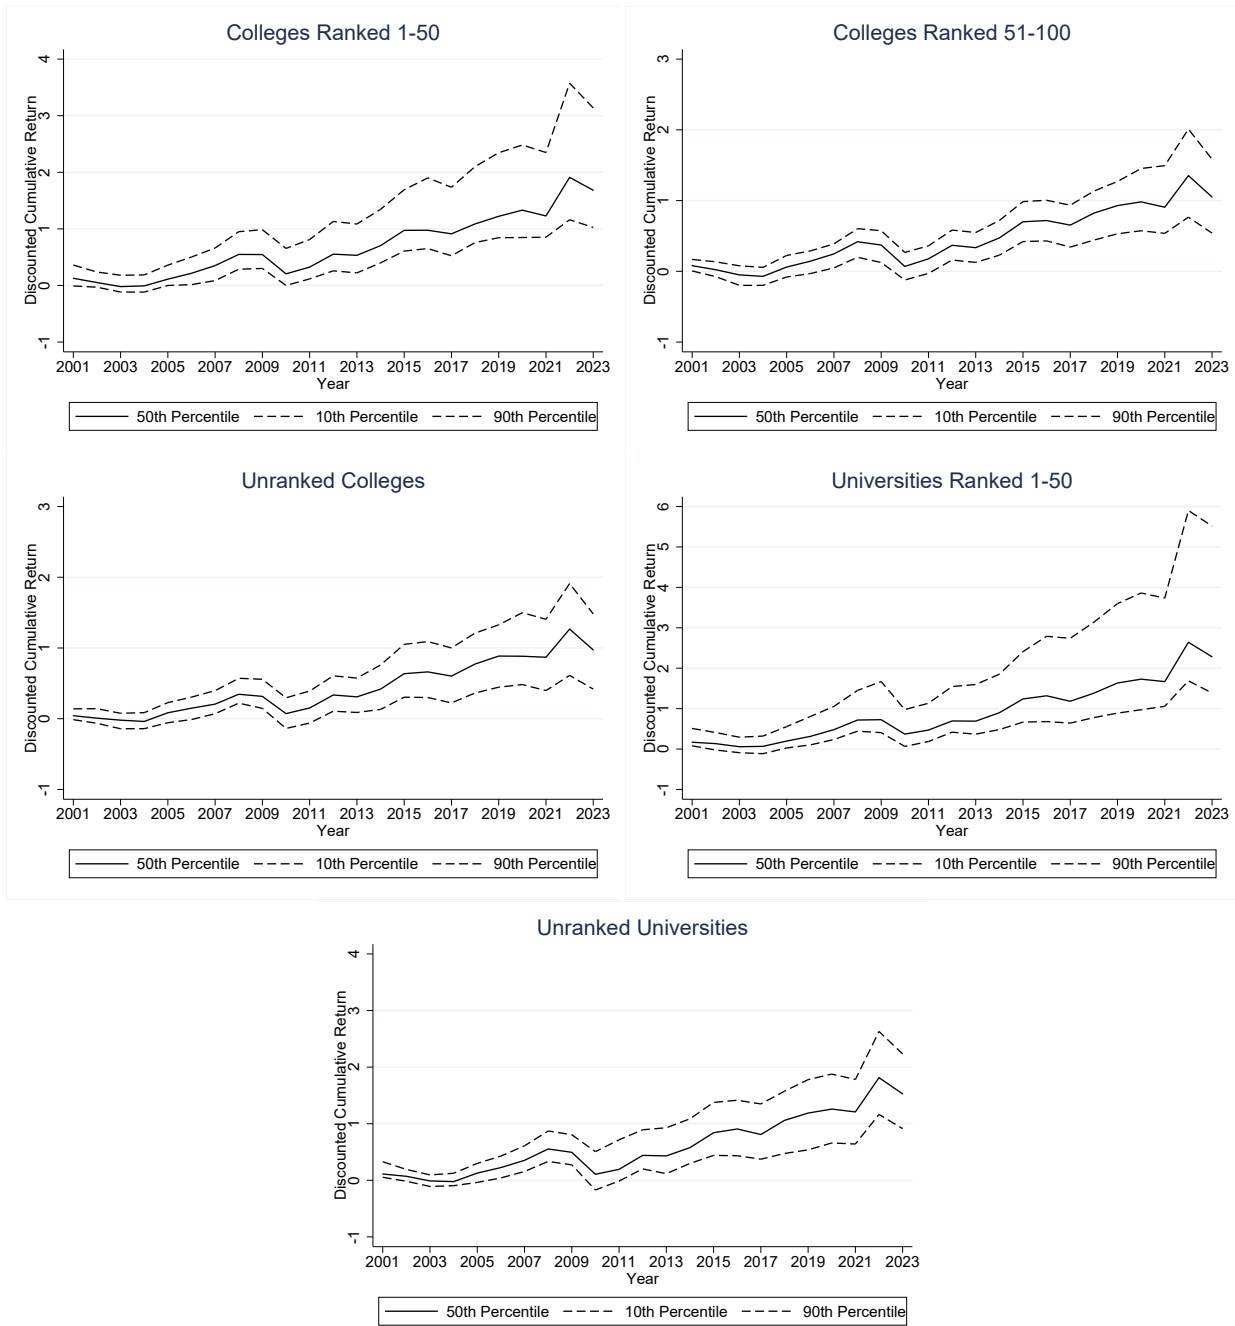 Colleges Ranked 1-50
Discounted Cumulative Return
4
3
2
1
0
-1
2001 2003 2005 2007 2009 2011 2013 2015 2017 2019 2021 2023
Year
50th Percentile 10th Percentile 90th Percentile
Colleges Ranked 51-100
Discounted Cumulative Return
3
2
1
0
-1
2001 2003 2005 2007 2009 2011 2013 2015 2017 2019 2021 2023
Year
50th Percentile 10th Percentile 90th Percentile
Unranked Colleges
Discounted Cumulative Return
3
2
1
0
-1
2001 2003 2005 2007 2009 2011 2013 2015 2017 2019 2021 2023
Year
50th Percentile 10th Percentile 90th Percentile
Universities Ranked 1-50
Discounted Cumulative Return
6
5
4
3
2
1
0
-1
2001 2003 2005 2007 2009 2011 2013 2015 2017 2019 2021 2023
Year
50th Percentile 10th Percentile 90th Percentile
Unranked Universities
Discounted Cumulative Return
4
3
2
1
0
-1
2001 2003 2005 2007 2009 2011 2013 2015 2017 2019 2021 2023
Year
50th Percentile 10th Percentile 90th Percentile